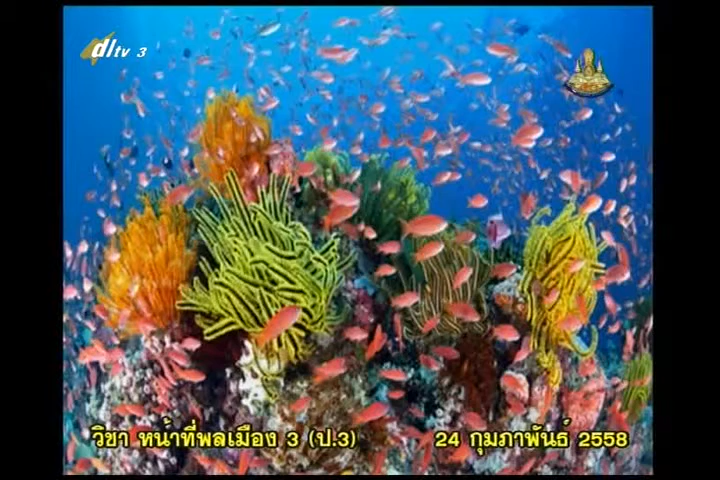 dltv 3
วิชา หน้าที่พลเมือง 3 (ป.3) 24 กุมภาพันธ์ 2558